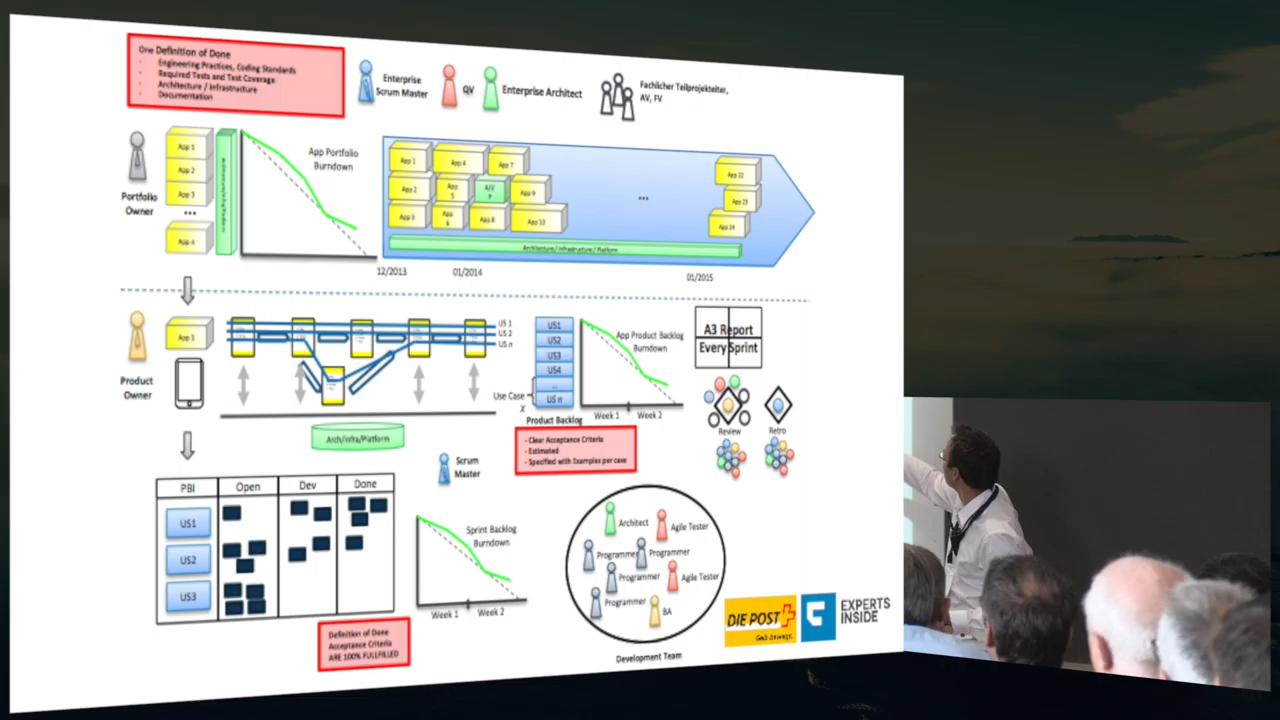 One Definition of Done
· Engineering Practices, Coding Standards
· Required Tests and Test Coverage
· Architecture / Infrastructure
· Documentation
Enterprise
Scrum Master
QV
Enterprise Architect
Fachlicher Teilprojektleiter,
AV, FV
Portfolio
Owner
App 1
App 2
App 3
...
App 4
App Portfolio
Burndown
App 1
App 4
App 7
App 2
App
5
App 9
App 3
App
6
App 8
App 10
...
App 22
App 23
App 24
Architecture / Infrastructure / Platform
12/2013
01/2014
01/2015
Product
Owner
App 1
US 1
US 2
US n
Arch/Infra/Platform
US1
US2
US3
US4
...
US n
Use Case
X
Product Backlog
App Product Backlog
Burndown
Week 1
Week 2
A3 Report
Every Sprint
Review
Retro
- Clear Acceptance Criteria
- Estimated
- Specified with Examples per case
Scrum
Master
PBI
Open
Dev
Done
US1
US2
US3
Definition of Done
Acceptance Criteria
ARE 100% FULLFILLED
Sprint Backlog
Burndown
Week 1
Week 2
Architect
Agile Tester
Programmer
Programmer
Programmer
Agile Tester
Programmer
BA
Development Team
DIE POST
Gelb bewegt.
EXPERTS
INSIDE